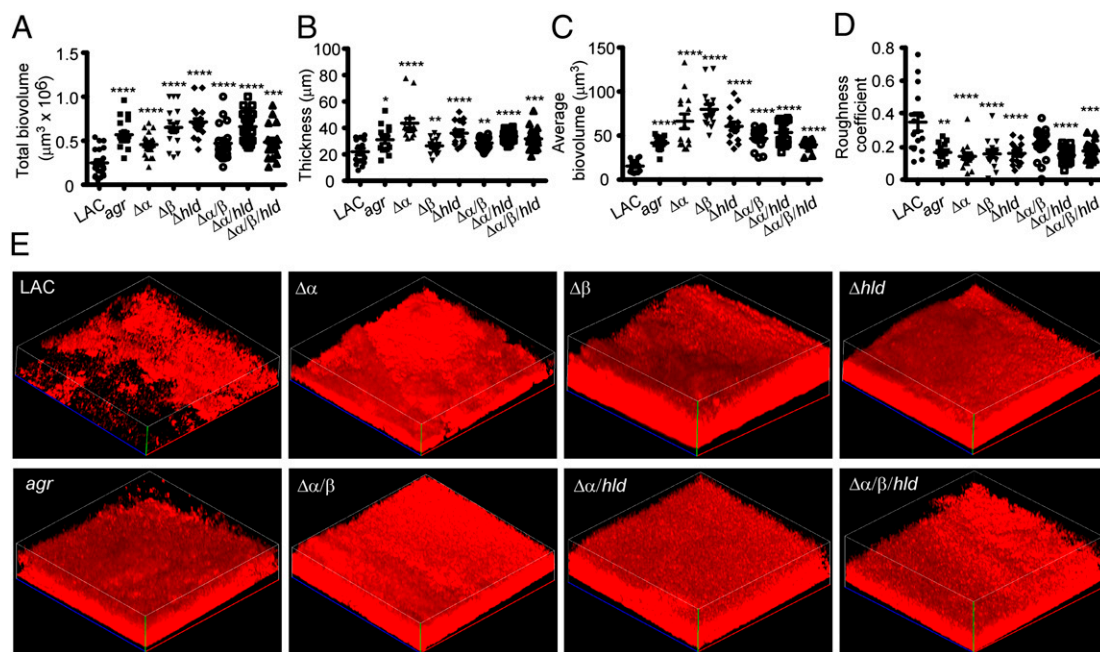 A
Total biovolume
(μm³ x 10⁶)
1.5
1.0
0.5
0
**** **** **** **** **** **** ***
LAC agr Δα Δβ Δhld Δα/β Δα/hld Δα/β/hld
B
Thickness (μm)
100
80
60
40
20
0
* **** ** **** ** **** ***
LAC agr Δα Δβ Δhld Δα/β Δα/hld Δα/β/hld
C
Average
biovolume (μm³)
150
100
50
0
**** **** **** **** **** **** ****
LAC agr Δα Δβ Δhld Δα/β Δα/hld Δα/β/hld
D
Roughness
coefficient
0.8
0.6
0.4
0.2
0
** **** **** **** **** ****
LAC agr Δα Δβ Δhld Δα/β Δα/hld Δα/β/hld
E
LAC
Δα
Δβ
Δhld
agr
Δα/β
Δα/hld
Δα/β/hld